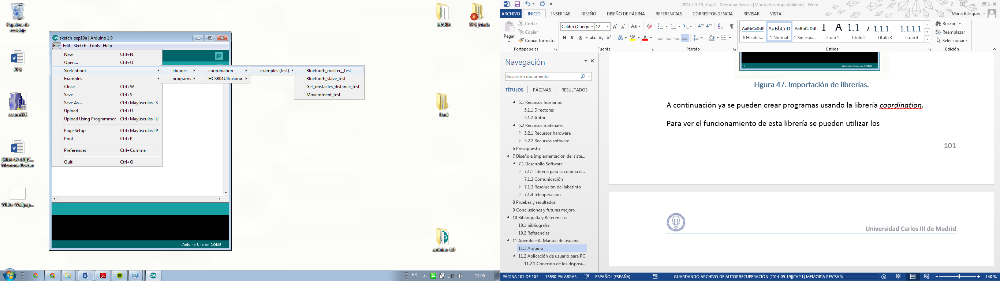 Papelera de
reciclaje
PFG
sscom32E
[2014-09-19][C...
Memoria Revisar
White-Wallpap...
MARIA
TFG_María
Dani
arduino-1.0
sketch_sep19a | Arduino 1.0
File Edit Sketch Tools Help
New Ctrl+N
Open... Ctrl+O
Sketchbook
Examples
Close Ctrl+W
Save Ctrl+S
Save As... Ctrl+Mayúsculas+S
Upload Ctrl+U
Upload Using Programmer Ctrl+Mayúsculas+U
Page Setup Ctrl+Mayúsculas+P
Print Ctrl+P
Preferences Ctrl+Comma
Quit Ctrl+Q
libraries
programs
coordination
HCSR04Ultrasonic
examples (test)
Bluetooth_master__test
Bluetooth_slave_test
Get_obstacles_distance_test
Movemment_test
1 Arduino Uno on COM8
ES 11:06
[2014-09-19][Cap.1] Memoria Revisar [Modo de compatibilidad] - Word
ARCHIVO INICIO INSERTAR DISEÑO DISEÑO DE PÁGINA REFERENCIAS CORRESPONDENCIA REVISAR VISTA María Blázquez
Pegar
Cortar
Copiar
Copiar formato
Portapapeles
Calibri (Cuerpo 12
N K S abc x₂ x²
Fuente
Párrafo
AaBbCcDdE AaBbCcD AaBbCcDdE 1 A 1.1 1.1.1 1.1.1.1
¶ Header... ¶ Normal ¶ Sin espa... Título 1 Título 2 Título 3 Título 4
Estilos
Buscar
Reemplazar
Seleccionar
Edición
Navegación
Buscar en documento
TÍTULOS PÁGINAS RESULTADOS
5.1 Recursos humanos
5.1.1 Directores
5.1.2 Autor
5.2 Recursos materiales
5.2.1 Recursos hardware
5.2.2 Recursos software
6 Presupuesto
7 Diseño e Implementación del siste...
7.1 Desarrollo Software
7.1.1 Librería para la colonia d...
7.1.2 Comunicación
7.1.3 Resolución del laberinto
7.1.4 teleoperación
8 Pruebas y resultados
9 Conclusiones y futuras mejora
10 Bibliografía y Referencias
10.1 bibliografía
10.2 Referencias
11 Apéndice A. Manual de usuario
11.1 Arduino
11.2 Aplicación de usuario para PC
11.2.1 Conexión de los disposi...
1 Arduino Uno on COM8
Figura 47. Importación de librerías.
A continuación ya se pueden crear programas usando la librería coordination.
Para ver el funcionamiento de esta librería se pueden utilizar los
101
Universidad Carlos III de Madrid
PÁGINA 101 DE 102 13530 PALABRAS ESPAÑOL (ESPAÑA) GUARDANDO ARCHIVO DE AUTORRECUPERACIÓN [2014-09-19][CAP.1] MEMORIA REVISAR: 140 %